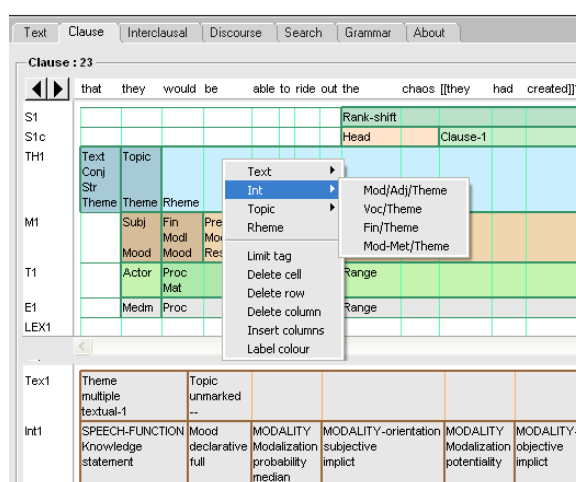 Text Clause Interclausal Discourse Search Grammar About
Clause : 23
that they would be able to ride out the chaos [[they had created]]'
S1 Rank-shift
S1c Head Clause-1
TH1 Text Topic
Conj
Str
Theme Theme Rheme
M1 Subj Fin Pre
Modl Mo
Mood Mood Res
T1 Actor Proc Range
Mat
E1 Medm Proc Range
LEX1
Text
Int
Topic
Rheme
Limit tag
Delete cell
Delete row
Delete column
Insert columns
Label colour
Mod/Adj/Theme
Voc/Theme
Fin/Theme
Mod-Met/Theme
Tex1 Theme Topic
multiple unmarked
textual-1 --
Int1 SPEECH-FUNCTION Mood MODALITY MODALITY-orientation MODALITY MODALITY-
Knowledge declarative Modalization subjective Modalization objective
statement full probability implict potentiality implict
median